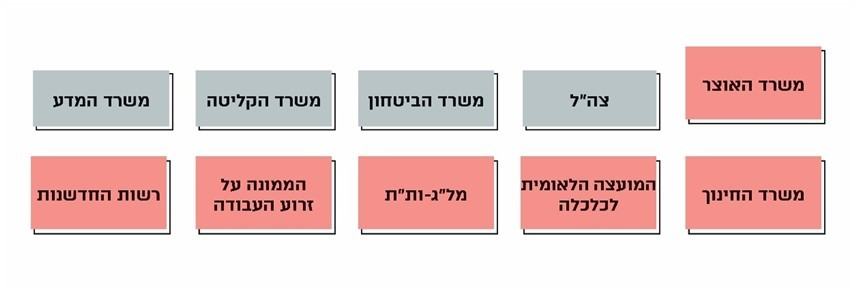 משרד האוצר
צה"ל
משרד הביטחון
משרד הקליטה
משרד המדע
משרד החינוך
המועצה הלאומית
לכלכלה
מל"ג-ות"ת
הממונה על
זרוע העבודה
רשות החדשנות